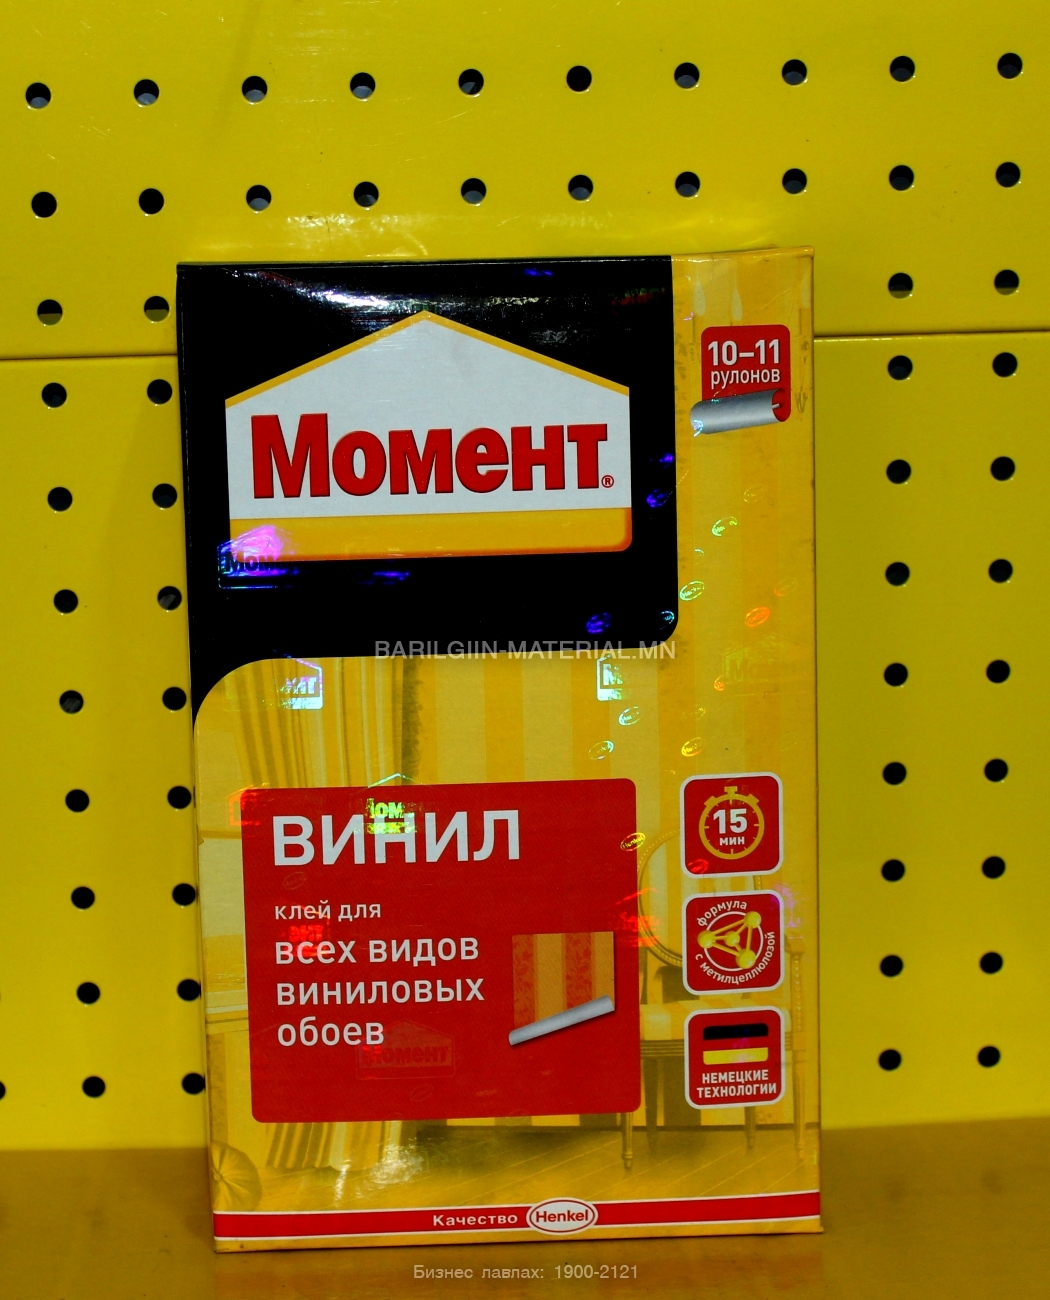 10–11
рулонов
Момент®
BARILGIIN-MATERIAL.MN
ВИНИЛ
клей для
всех видов
виниловых
обоев
15
мин
формула
с метилцеллюлозой
НЕМЕЦКИЕ
ТЕХНОЛОГИИ
Качество Henkel
Бизнес лавлах: 1900-2121